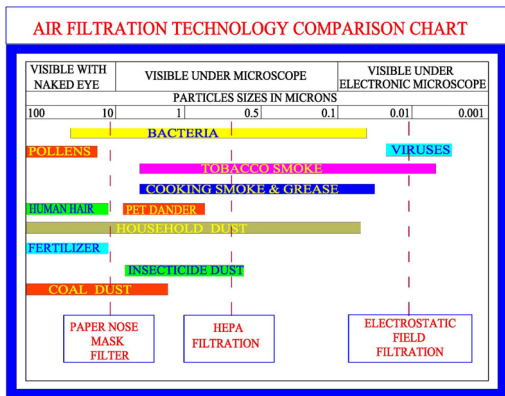 AIR FILTRATION TECHNOLOGY COMPARISON CHART
VISIBLE WITH
NAKED EYE
VISIBLE UNDER MICROSCOPE
VISIBLE UNDER
ELECTRONIC MICROSCOPE
PARTICLES SIZES IN MICRONS
100 10 1 0.5 0.1 0.01 0.001
BACTERIA
POLLENS VIRUSES
TOBACCO SMOKE
COOKING SMOKE & GREASE
HUMAN HAIR PET DANDER
HOUSEHOLD DUST
FERTILIZER
INSECTICIDE DUST
COAL DUST
PAPER NOSE
MASK
FILTER
HEPA
FILTRATION
ELECTROSTATIC
FIELD
FILTRATION